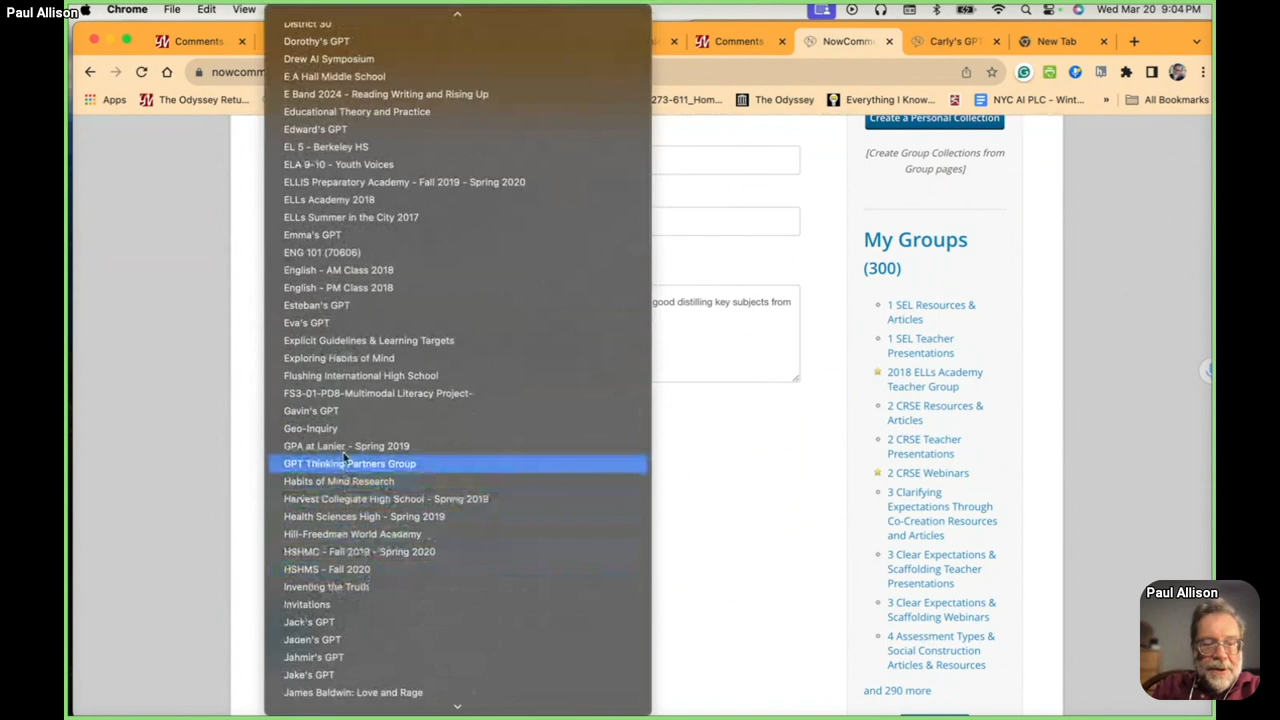 Paul Allison
Chrome
File
Edit
View
Wed Mar 20 9:04 PM
Comments
Comments
NowComm
Carly's GPT
New Tab
nowcomm
Apps
The Odyssey Retu...
273-611_Hom...
The Odyssey
Everything I Know...
NYC AI PLC - Wint...
»
All Bookmarks
District 30
Dorothy's GPT
Drew AI Symposium
E A Hall Middle School
E Band 2024 - Reading Writing and Rising Up
Educational Theory and Practice
Edward's GPT
EL 5 - Berkeley HS
ELA 9-10 - Youth Voices
ELLIS Preparatory Academy - Fall 2019 - Spring 2020
ELLs Academy 2018
ELLs Summer in the City 2017
Emma's GPT
ENG 101 (70606)
English - AM Class 2018
English - PM Class 2018
Esteban's GPT
Eva's GPT
Explicit Guidelines & Learning Targets
Exploring Habits of Mind
Flushing International High School
FS3-01-PD8-Multimodal Literacy Project-
Gavin's GPT
Geo-Inquiry
GPA at Lanier - Spring 2019
GPT Thinking Partners Group
Habits of Mind Research
Harvest Collegiate High School - Spring 2019
Health Sciences High - Spring 2019
Hill-Freedman World Academy
HSHMC - Fall 2019 - Spring 2020
HSHMS - Fall 2020
Inventing the Truth
Invitations
Jack's GPT
Jaden's GPT
Jahmir's GPT
Jake's GPT
James Baldwin: Love and Rage
good distilling key subjects from
Create a Personal Collection
[Create Group Collections from
Group pages]
My Groups
(300)
1 SEL Resources &
Articles
1 SEL Teacher
Presentations
2018 ELLs Academy
Teacher Group
2 CRSE Resources &
Articles
2 CRSE Teacher
Presentations
2 CRSE Webinars
3 Clarifying
Expectations Through
Co-Creation Resources
and Articles
3 Clear Expectations &
Scaffolding Teacher
Presentations
3 Clear Expectations &
Scaffolding Webinars
4 Assessment Types &
Social Construction
Articles & Resources
and 290 more
Paul Allison